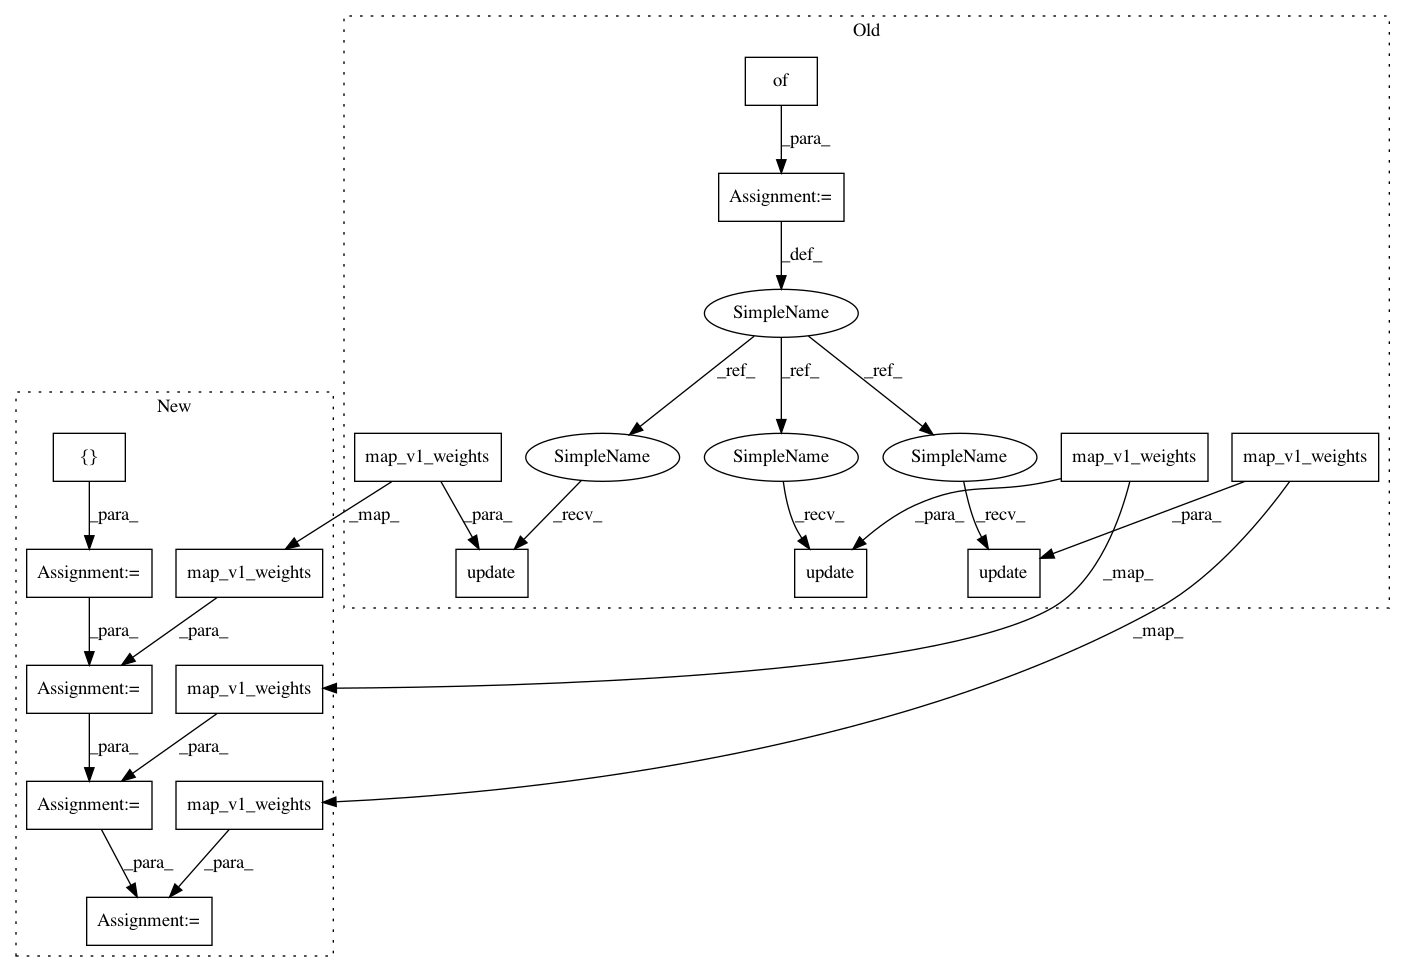 Old
of
_para_
Assignment:=
_def_
SimpleName
_ref_ _ref_ _ref_
New
{} map_v1_weights SimpleName SimpleName SimpleName map_v1_weights map_v1_weights
_para_ _map_ _para_ _recv_ _recv_ _para_ _recv_ _para_
Assignment:= map_v1_weights update update update _map_
_para_ _para_ _map_
Assignment:= map_v1_weights
_para_ _para_
Assignment:= map_v1_weights
_para_ _para_
Assignment:=